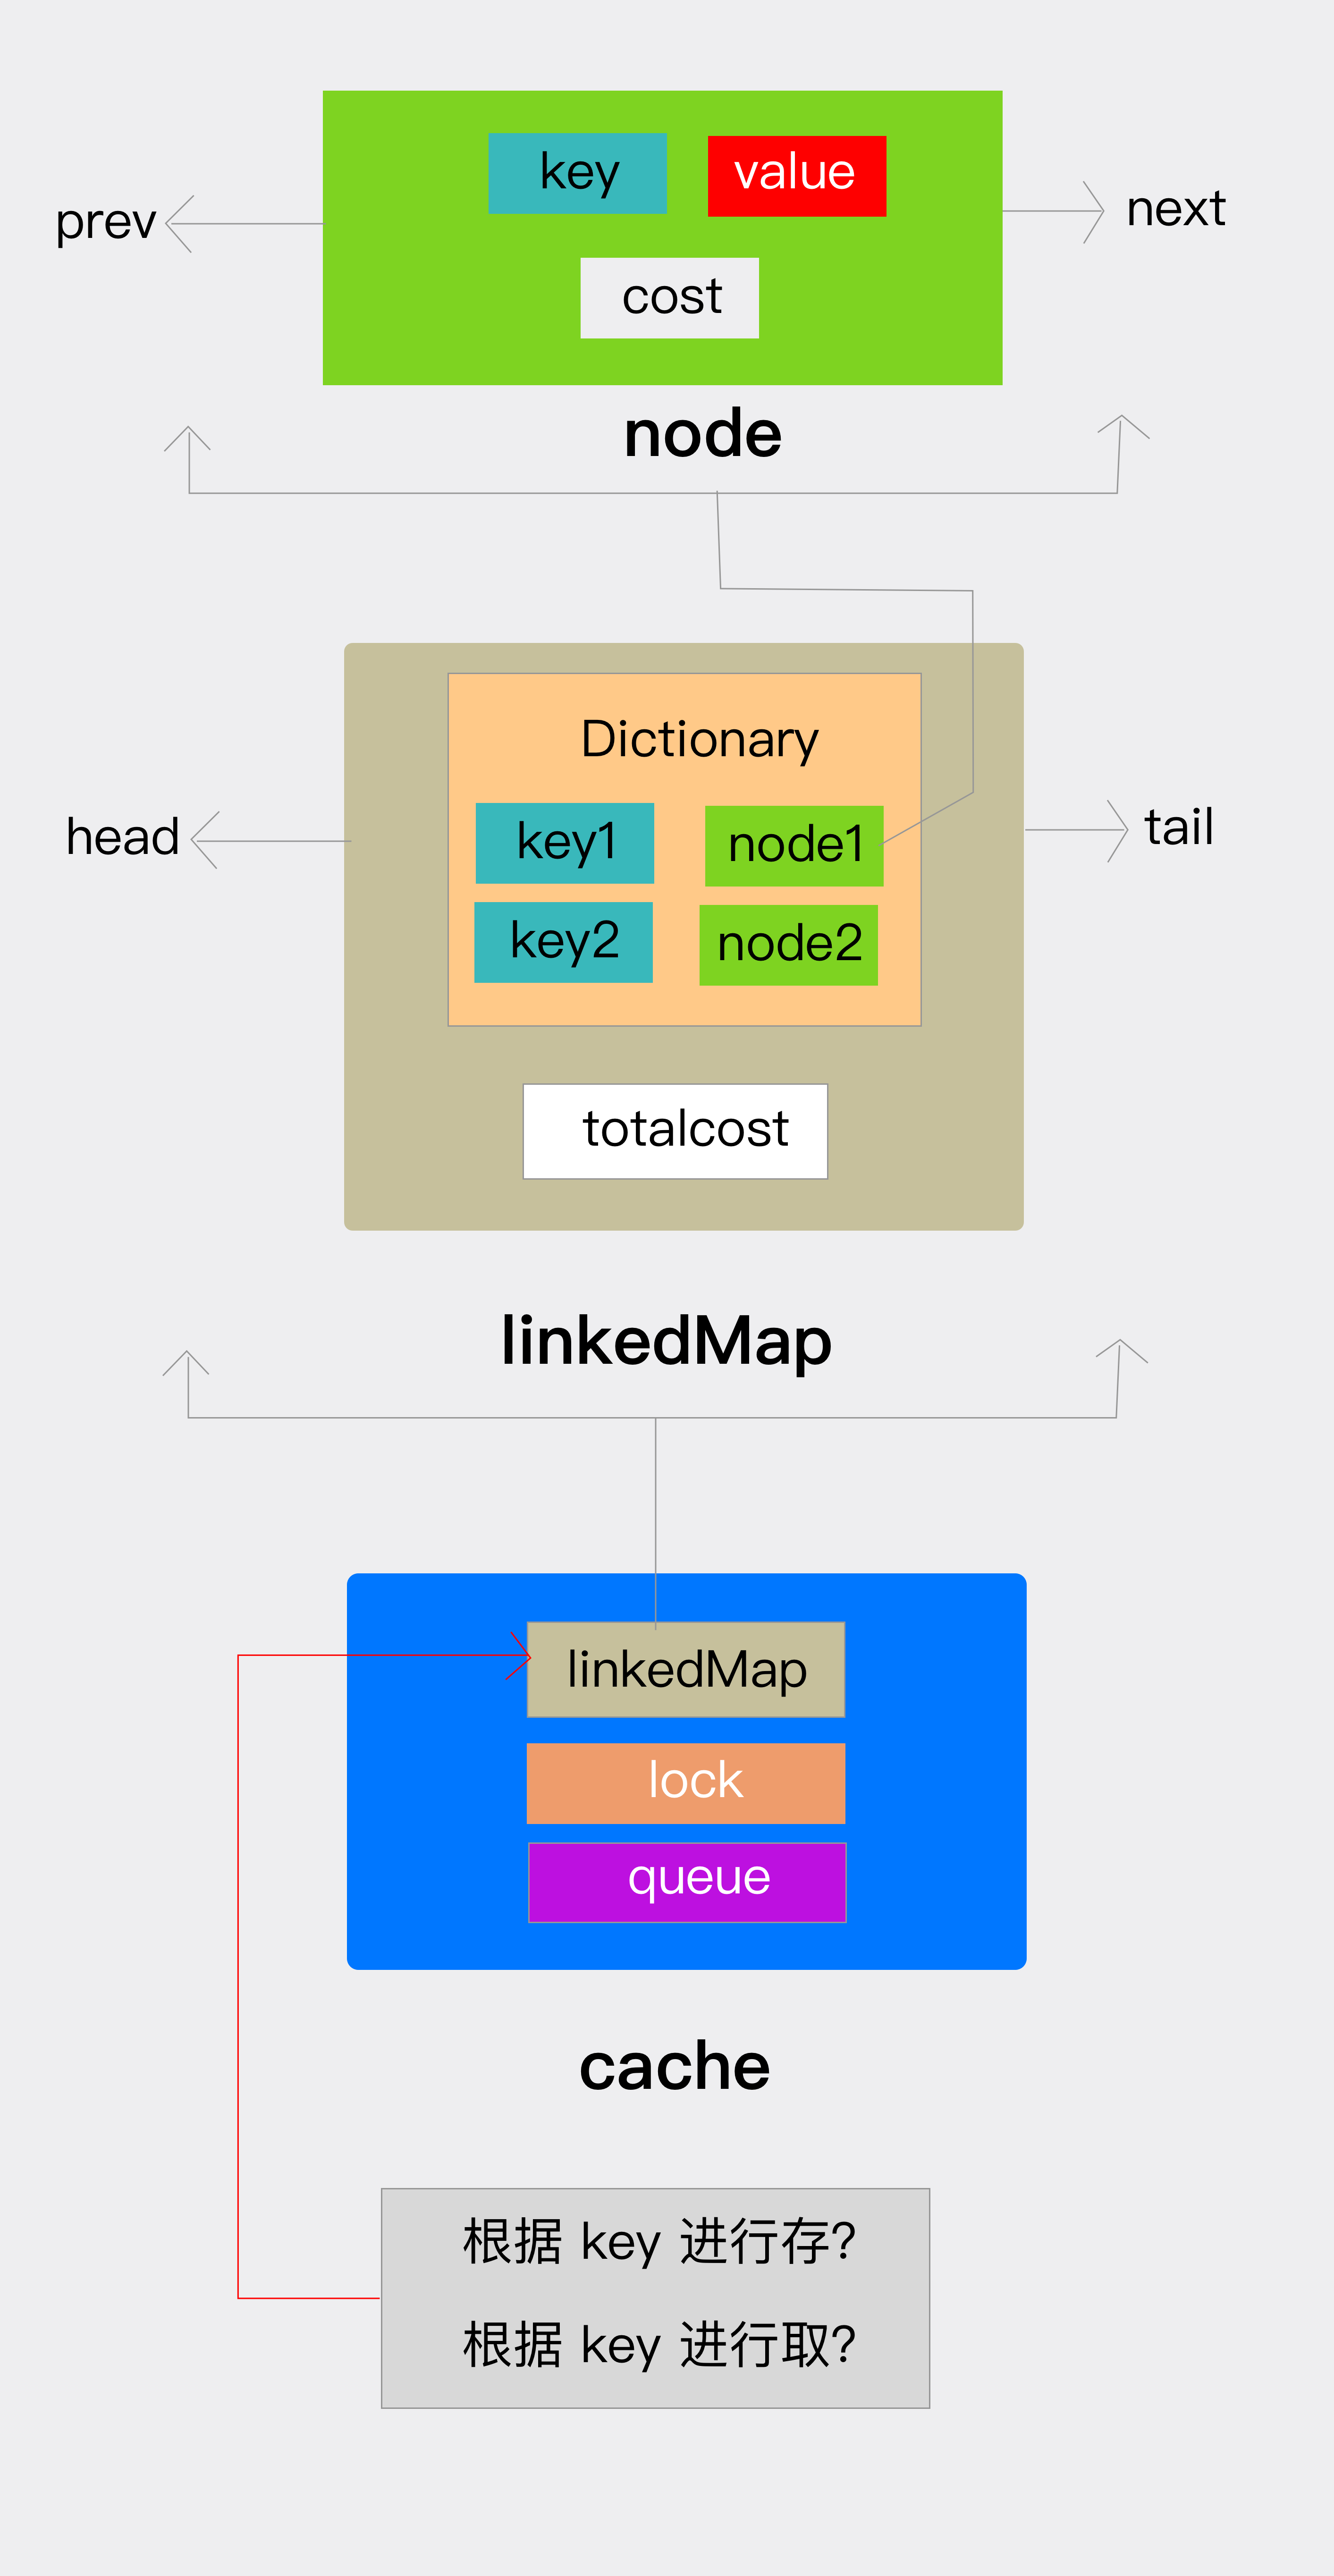 key value
prev next
cost
node
Dictionary
head key1 node1 tail
key2 node2
totalcost
linkedMap
linkedMap
lock
queue
cache
根据 key 进行存?
根据 key 进行取?